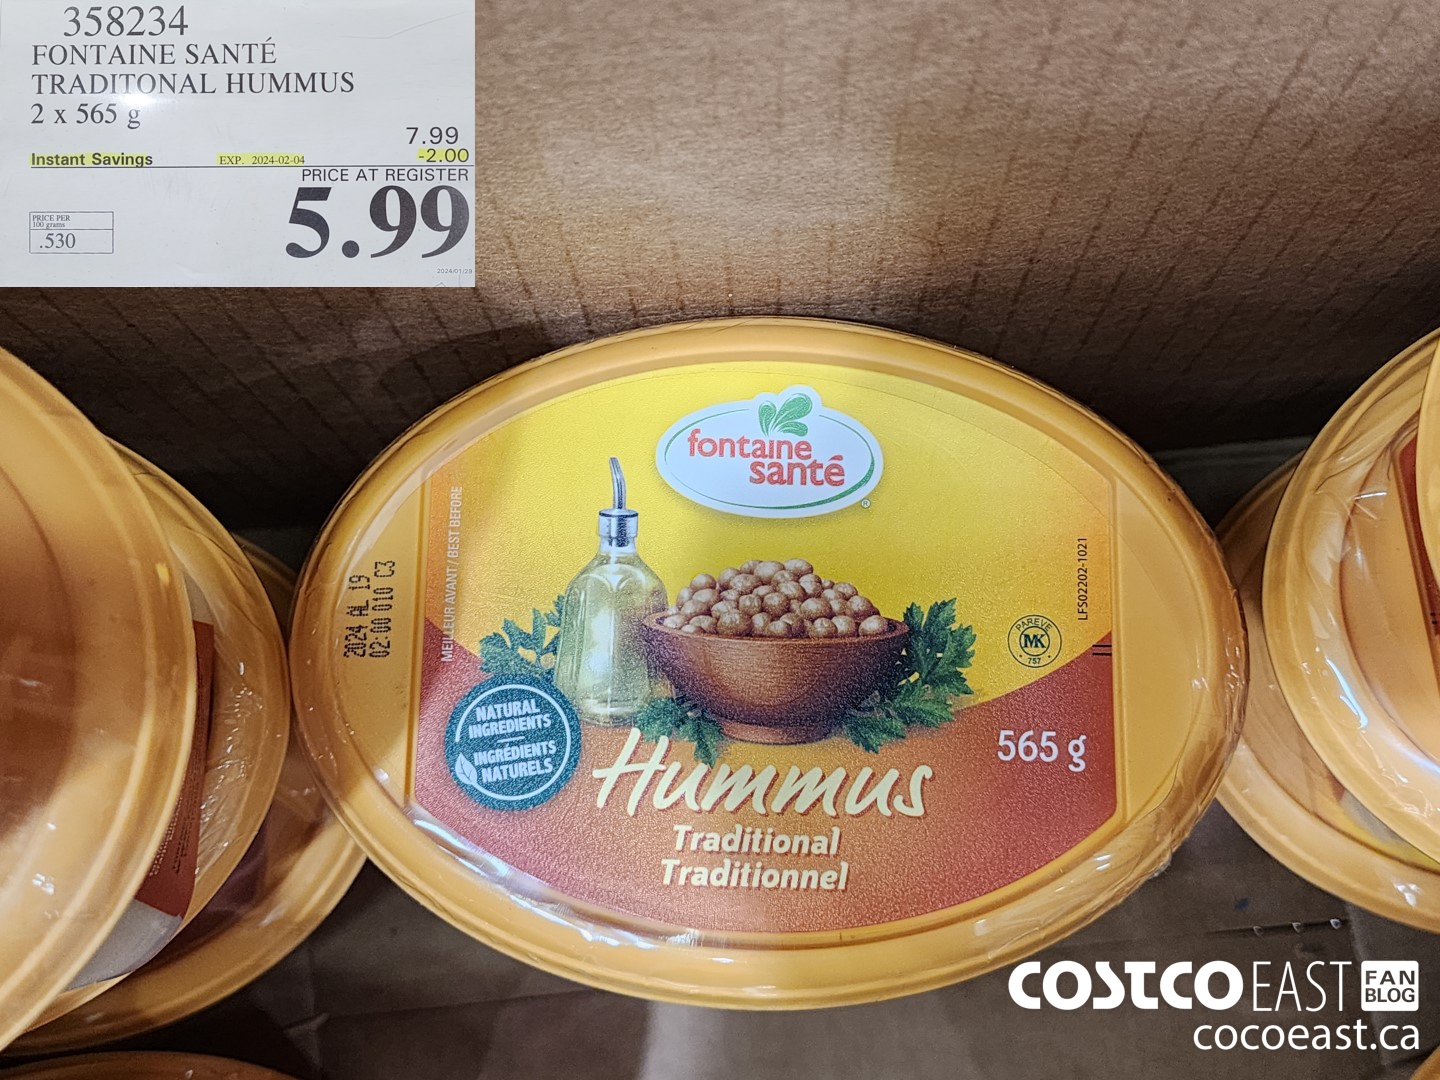 358234
FONTAINE SANTÉ
TRADITONAL HUMMUS
2 x 565 g
7.99
Instant Savings EXP. 2024-02-04 -2.00
PRICE AT REGISTER
5.99
PRICE PER
100 grams
.530
2024/01/29
fontaine
santé
®
MEILLEUR AVANT / BEST BEFORE
2024 AL 19
02:00 010 C3
LFS02202-1021
PAREVE
MK
757
NATURAL
INGREDIENTS
INGRÉDIENTS
NATURELS
565 g
Hummus
Traditional
Traditionnel
COSTCO EAST FAN BLOG
cocoeast.ca